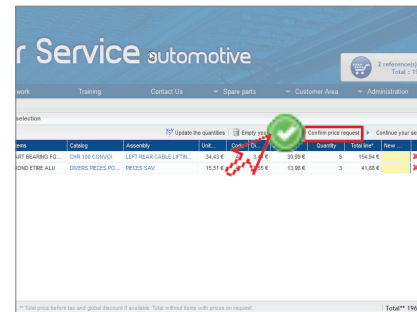 r Service automotive
2 reference(s)
Total : 19
work Training Contact Us Spare parts Customer Area Administration
selection
Update the quantities Empty you Confirm price request Continue your se
ems Catalog Assembly Unit... Quantity Total line* New ...
ART BEARING FO... CHR 100 CONVOI LEFT REAR CABLE LIFTIN... 34,43 € 30,99 € 5 154,94 €
OND ETIRE ALU DIVERS PIECES PO... PIECES SAV 15,51 € 13,96 € 3 41,88 €
** Total price before tax and global discount if available. Total without items with prices on request. Total** 196